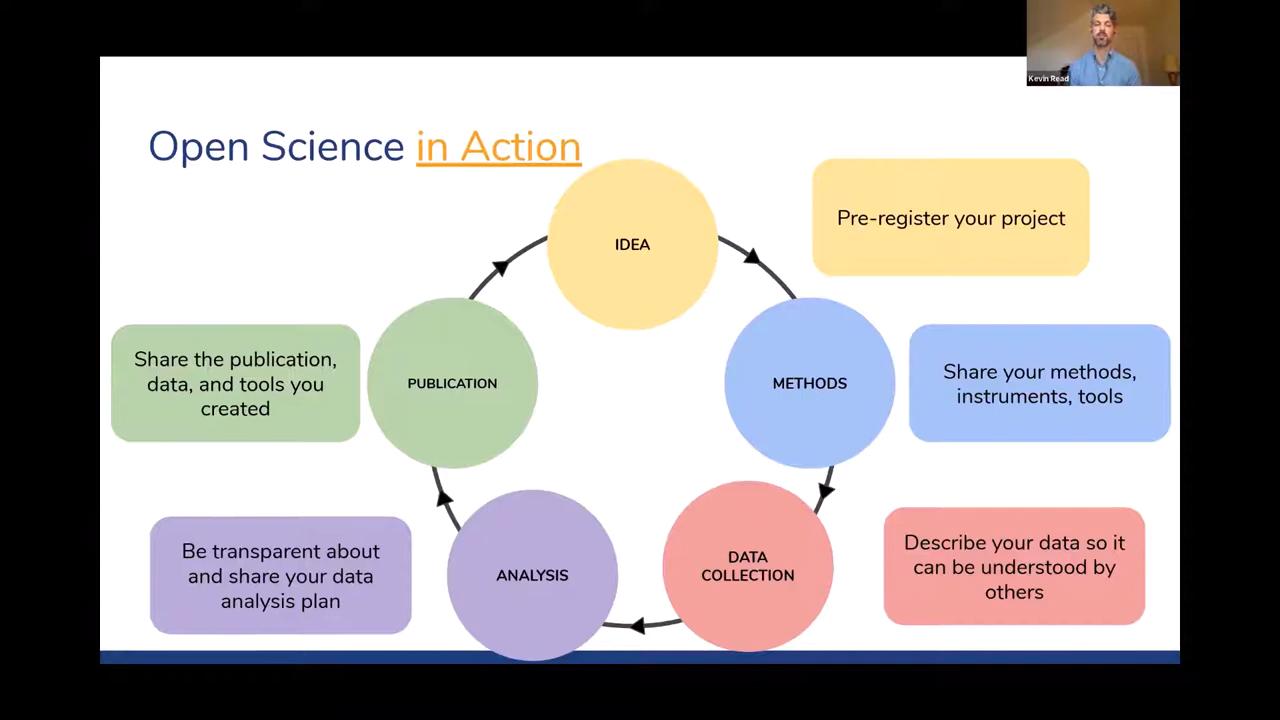 Kevin Read
Open Science in Action
IDEA
Pre-register your project
METHODS
Share your methods,
instruments, tools
DATA
COLLECTION
Describe your data so it
can be understood by
others
ANALYSIS
Be transparent about
and share your data
analysis plan
PUBLICATION
Share the publication,
data, and tools you
created